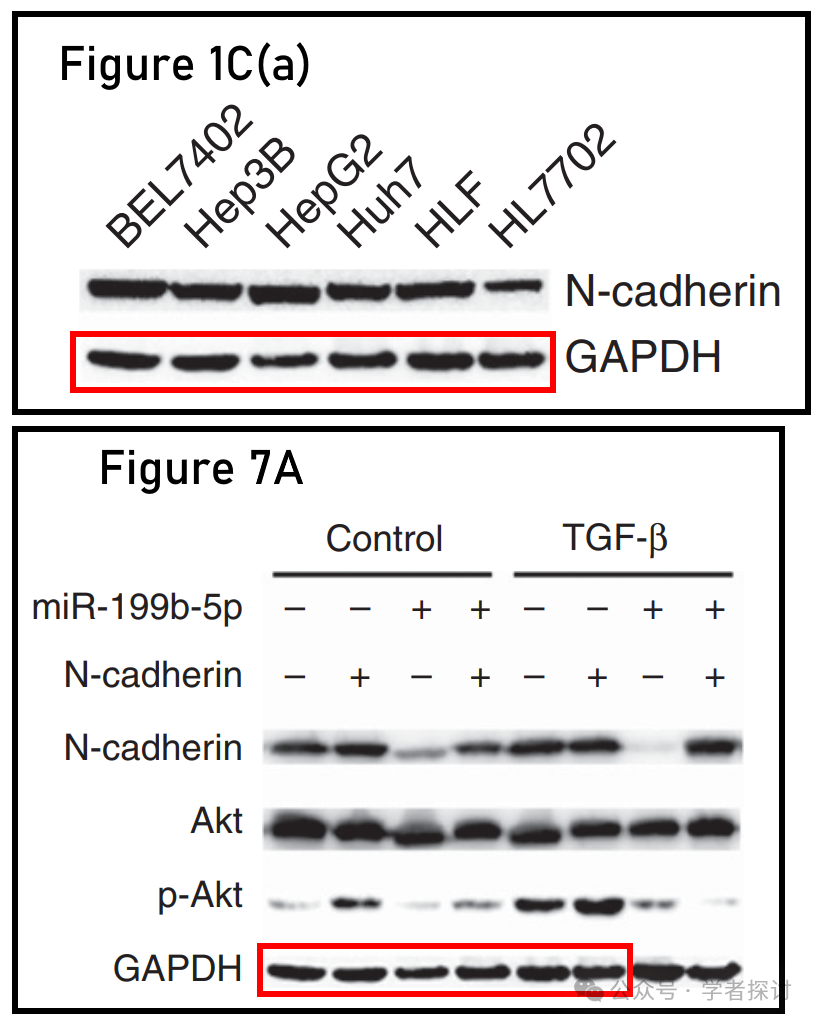 Figure 1C(a)
BEL7402 Hep3B HepG2 Huh7 HLF HL7702
N-cadherin
GAPDH
Figure 7A
Control TGF-β
miR-199b-5p − − + + − − + +
N-cadherin − + − + − + − +
N-cadherin
Akt
p-Akt
GAPDH
公众号 · 学者探讨